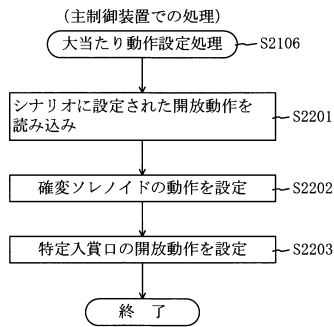 （主制御装置での処理）
大当たり動作設定処理 S2106
シナリオに設定された開放動作を
読み込み S2201
確変ソレノイドの動作を設定 S2202
特定入賞口の開放動作を設定 S2203
終　了